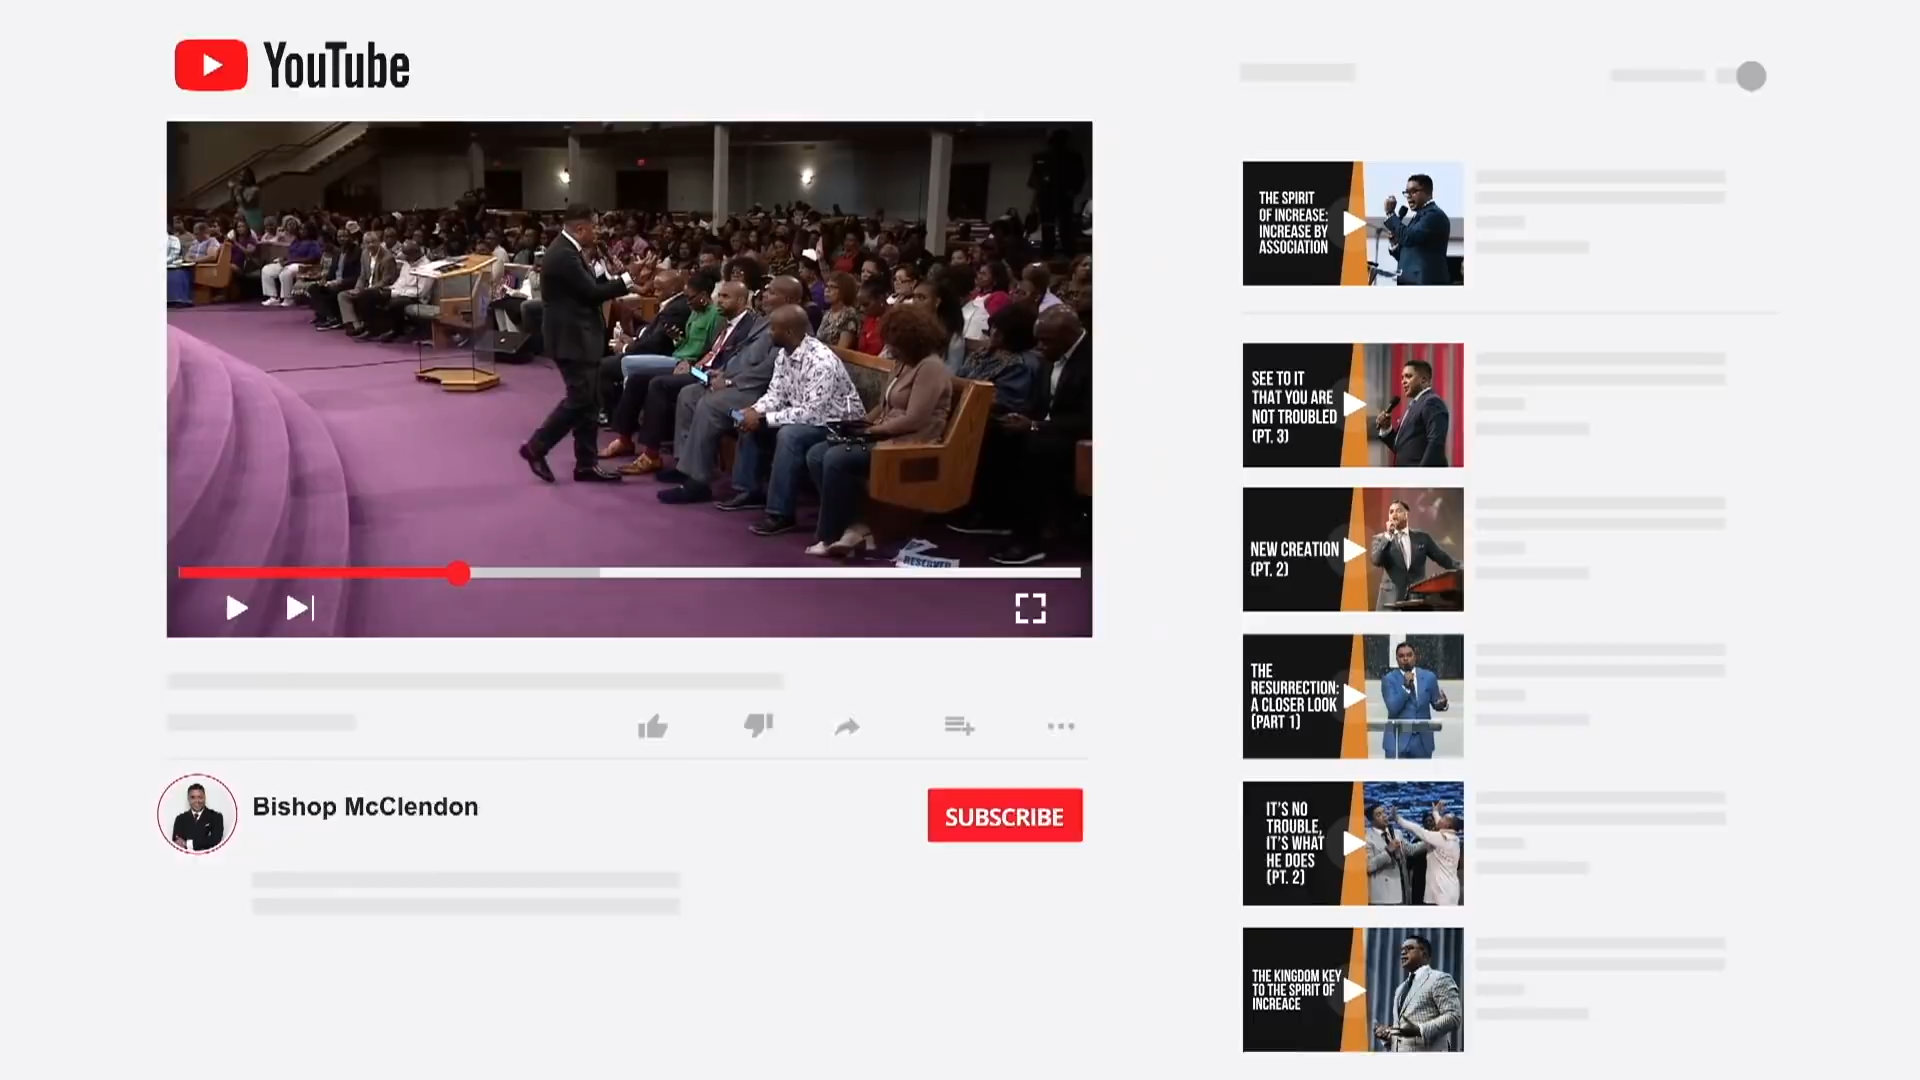 YouTube
RESERVED
Bishop McClendon
SUBSCRIBE
THE SPIRIT
OF INCREASE:
INCREASE BY
ASSOCIATION
SEE TO IT
THAT YOU ARE
NOT TROUBLED
(PT. 3)
NEW CREATION
(PT. 2)
THE
RESURRECTION:
A CLOSER LOOK
(PART 1)
IT'S NO
TROUBLE,
IT'S WHAT
HE DOES
(PT. 2)
THE KINGDOM KEY
TO THE SPIRIT OF
INCREACE